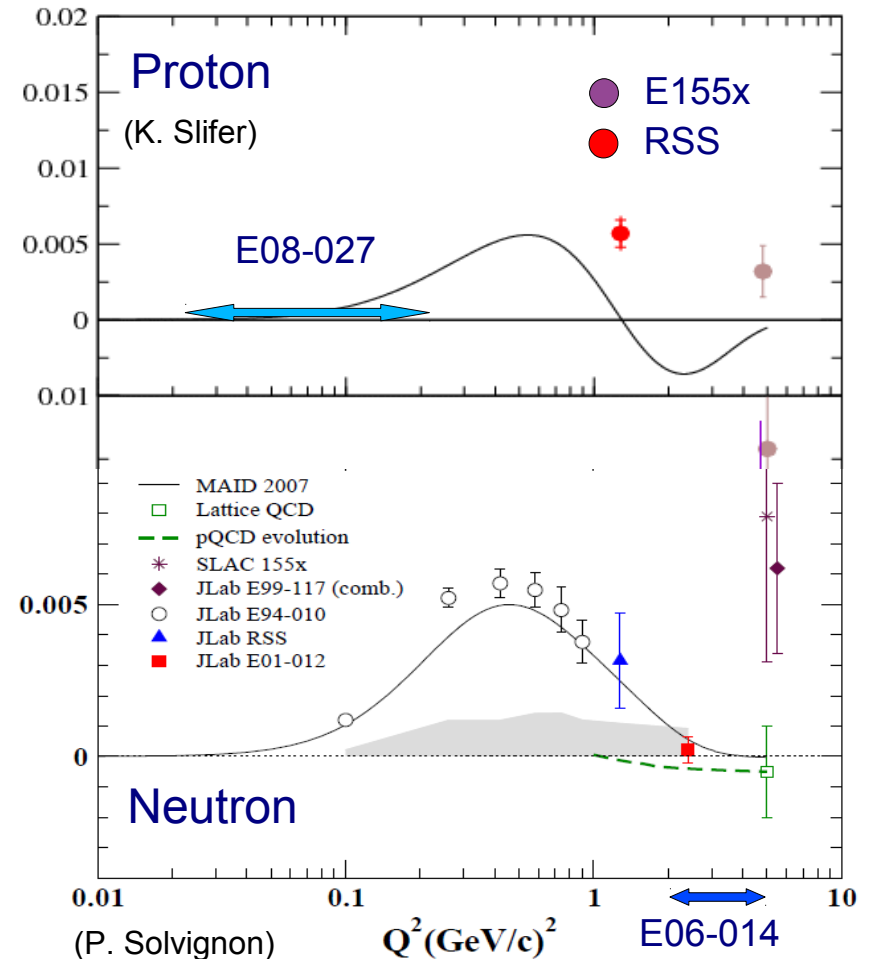 0.02
Proton
E155x
0.015
(K. Slifer)
RSS
0.01
E08-027
0.005
0
0.01
MAID 2007
Lattice QCD
pQCD evolution
SLAC 155x
JLab E99-117 (comb.)
0.005
JLab E94-010
JLab RSS
JLab E01-012
0
Neutron
0.01 0.1 1 10
(P. Solvignon) Q²(GeV/c)² E06-014